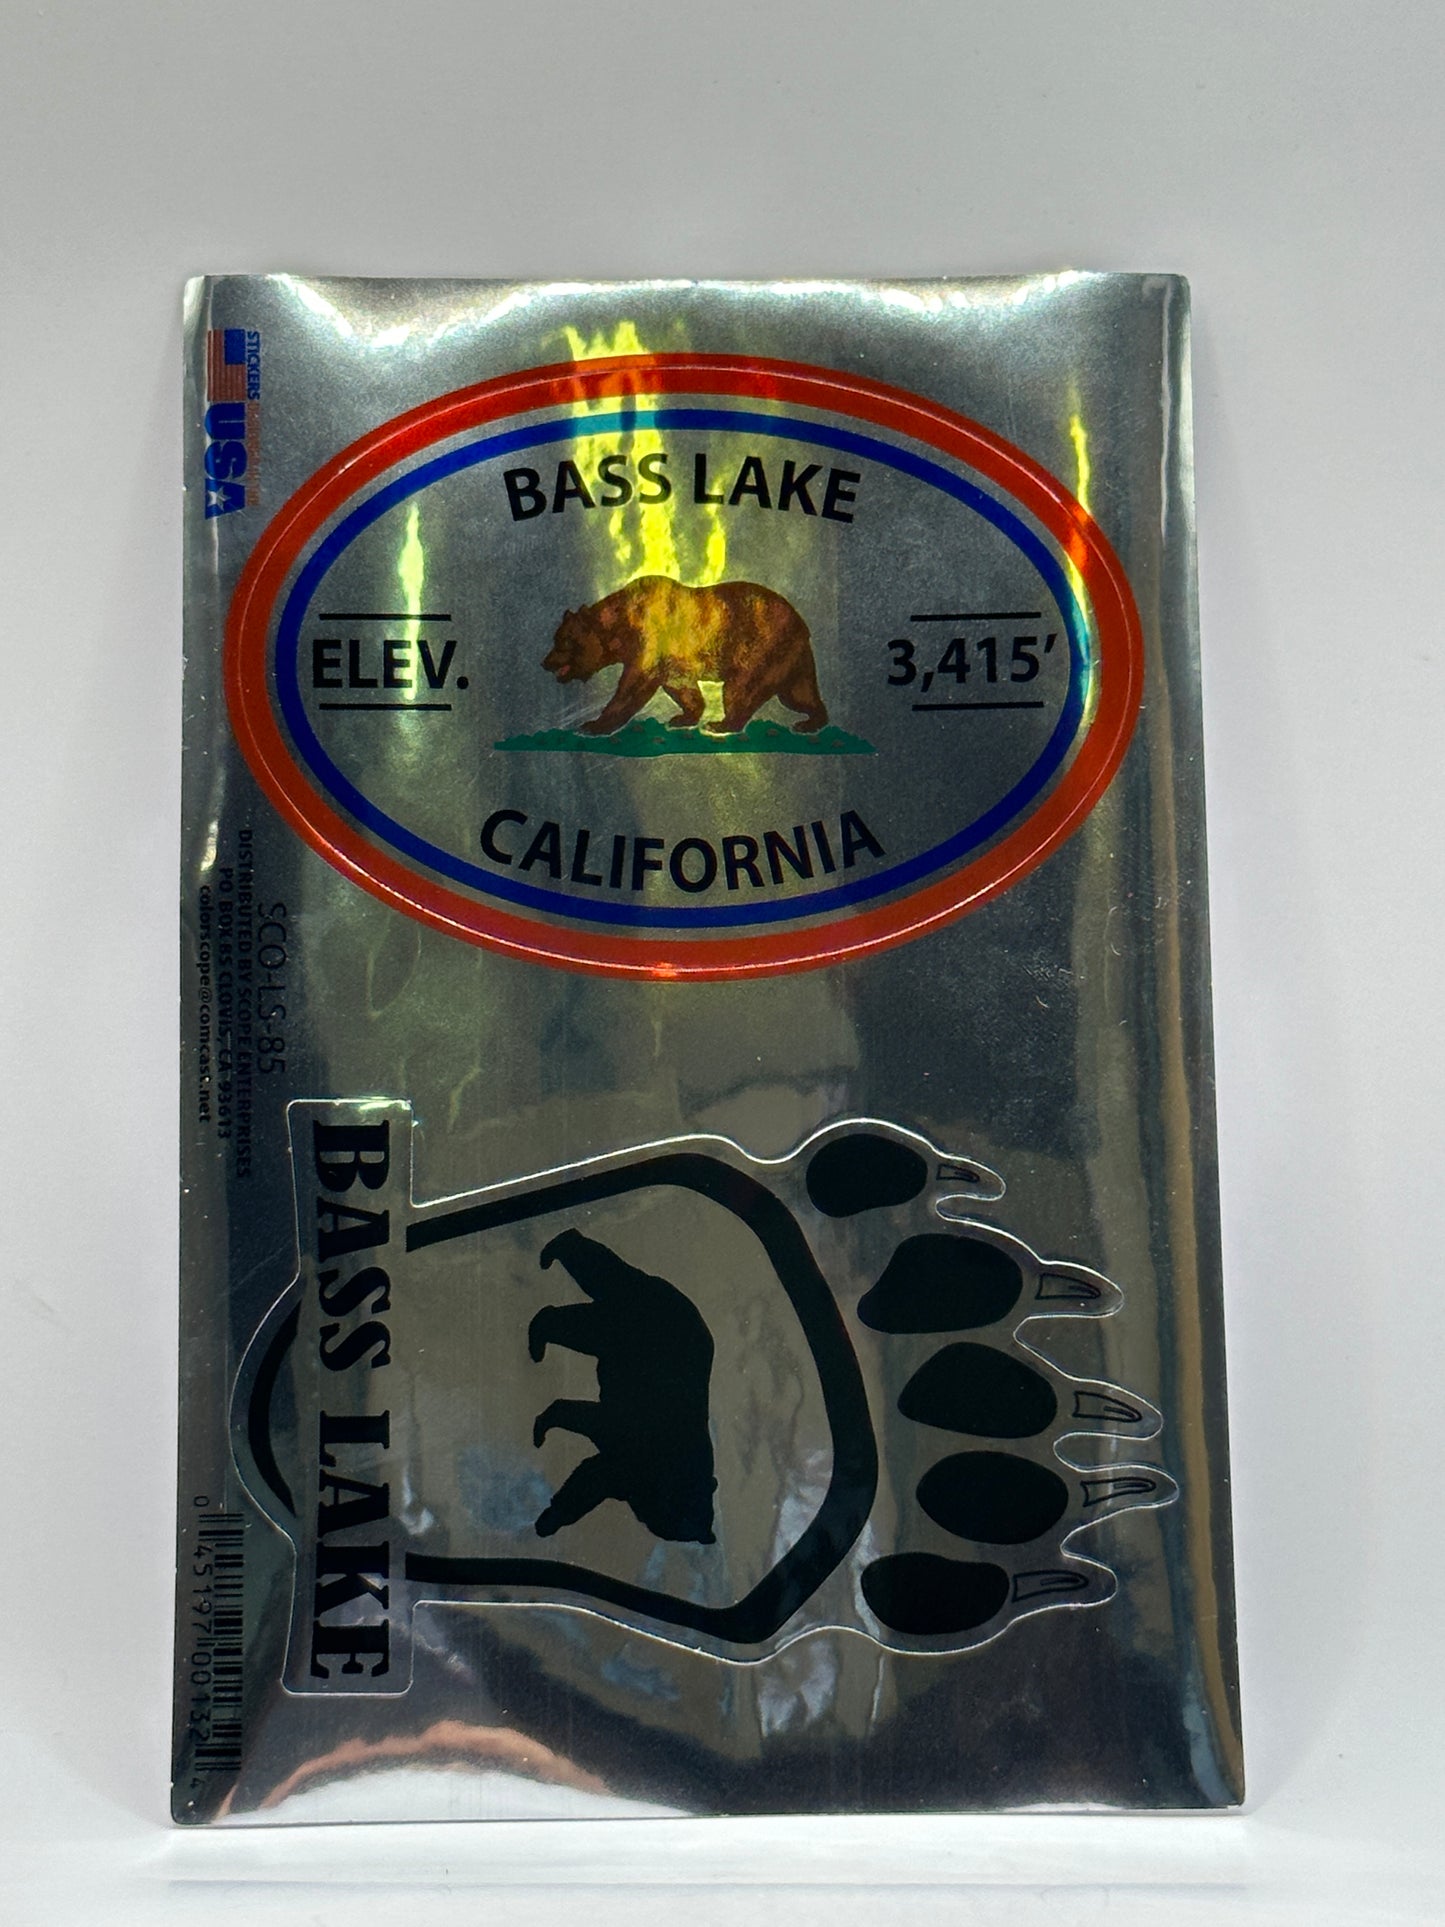 BASS LAKE
ELEV.
3,415’
CALIFORNIA
BASS LAKE
STICKERS
USA
SCO-LS-85
DISTRIBUTED BY SCOPE ENTERPRISES
PO BOX 85 CLOVIS, CA 93613
colorscope@comcast.net
0 45197 00132 4